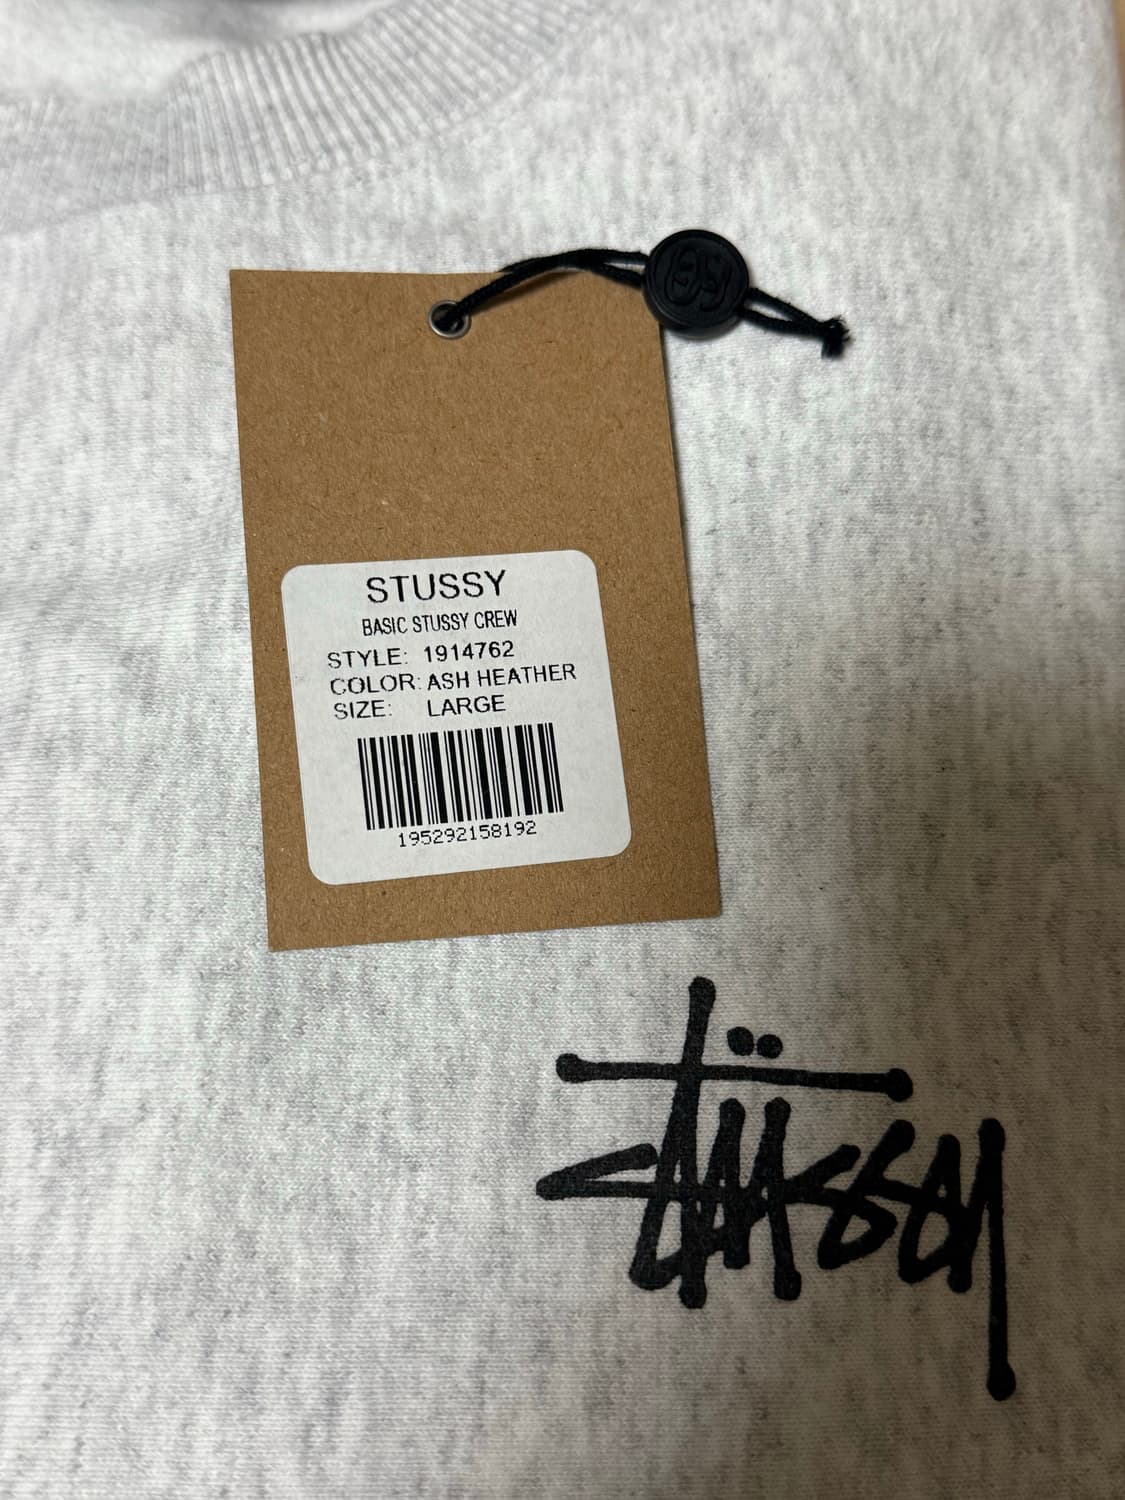 STUSSY
BASIC STUSSY CREW
STYLE: 1914762
COLOR: ASH HEATHER
SIZE: LARGE
195292158192
Stüssy